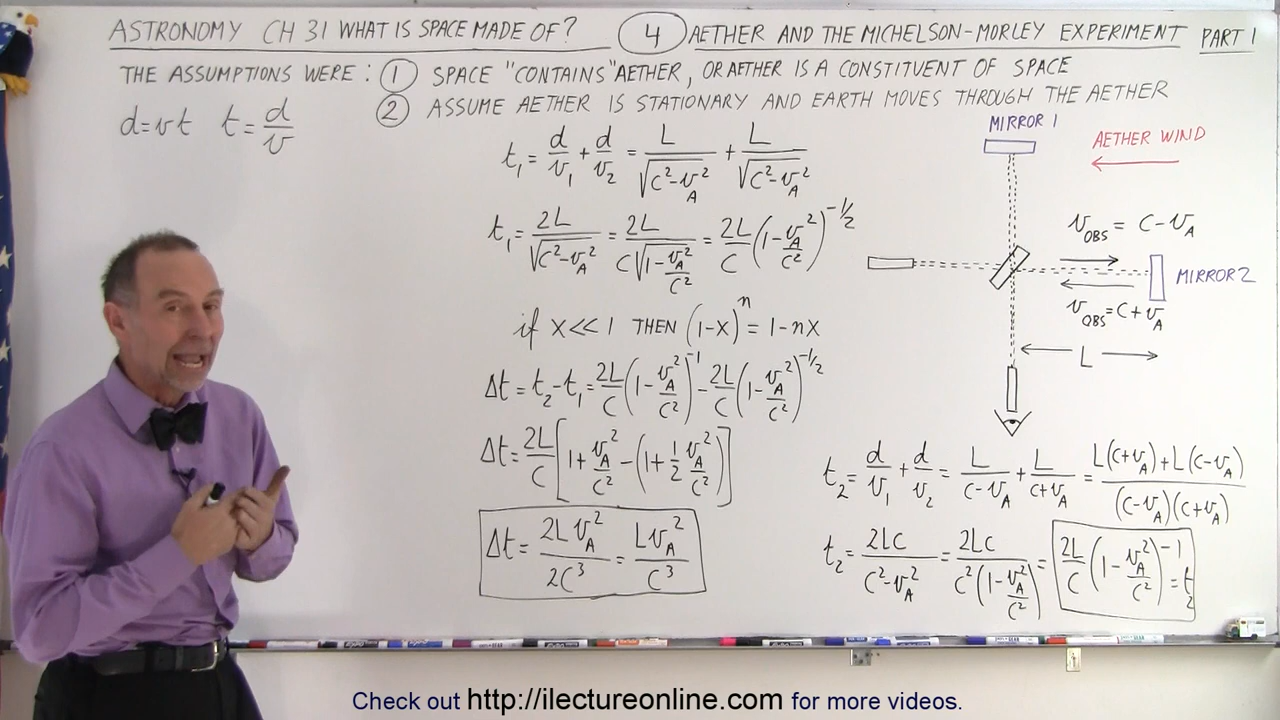 ASTRONOMY CH 31 WHAT IS SPACE MADE OF? 4 AETHER AND THE MICHELSON-MORLEY EXPERIMENT PART 1
THE ASSUMPTIONS WERE: 1 SPACE "CONTAINS" AETHER, OR AETHER IS A CONSTITUENT OF SPACE
2 ASSUME AETHER IS STATIONARY AND EARTH MOVES THROUGH THE AETHER
d=vt t=d/v
t₁=d/v₁+d/v₂=L/√(C²-v_A²)+L/√(C²-v_A²)
t₁=2L/√(C²-v_A²)=2L/(C√(1-v_A²/C²))=2L/C(1-v_A²/C²)^(-1/2)
if X<<1 THEN (1-X)^n=1-nX
Δt=t₂-t₁=2L/C(1-v_A²/C²)^(-1)-2L/C(1-v_A²/C²)^(-1/2)
Δt=2L/C[1+v_A²/C²-(1+1/2 v_A²/C²)]
Δt=2Lv_A²/2C³=Lv_A²/C³
MIRROR 1
AETHER WIND
v_OBS=C-v_A
MIRROR 2
v_OBS=C+v_A
L
t₂=d/v₁+d/v₂=L/(C-v_A)+L/(C+v_A)=(L(C+v_A)+L(C-v_A))/((C-v_A)(C+v_A))
t₂=2LC/(C²-v_A²)=2LC/(C²(1-v_A²/C²))=2L/C(1-v_A²/C²)^(-1)=t₂
Check out http://ilectureonline.com for more videos.